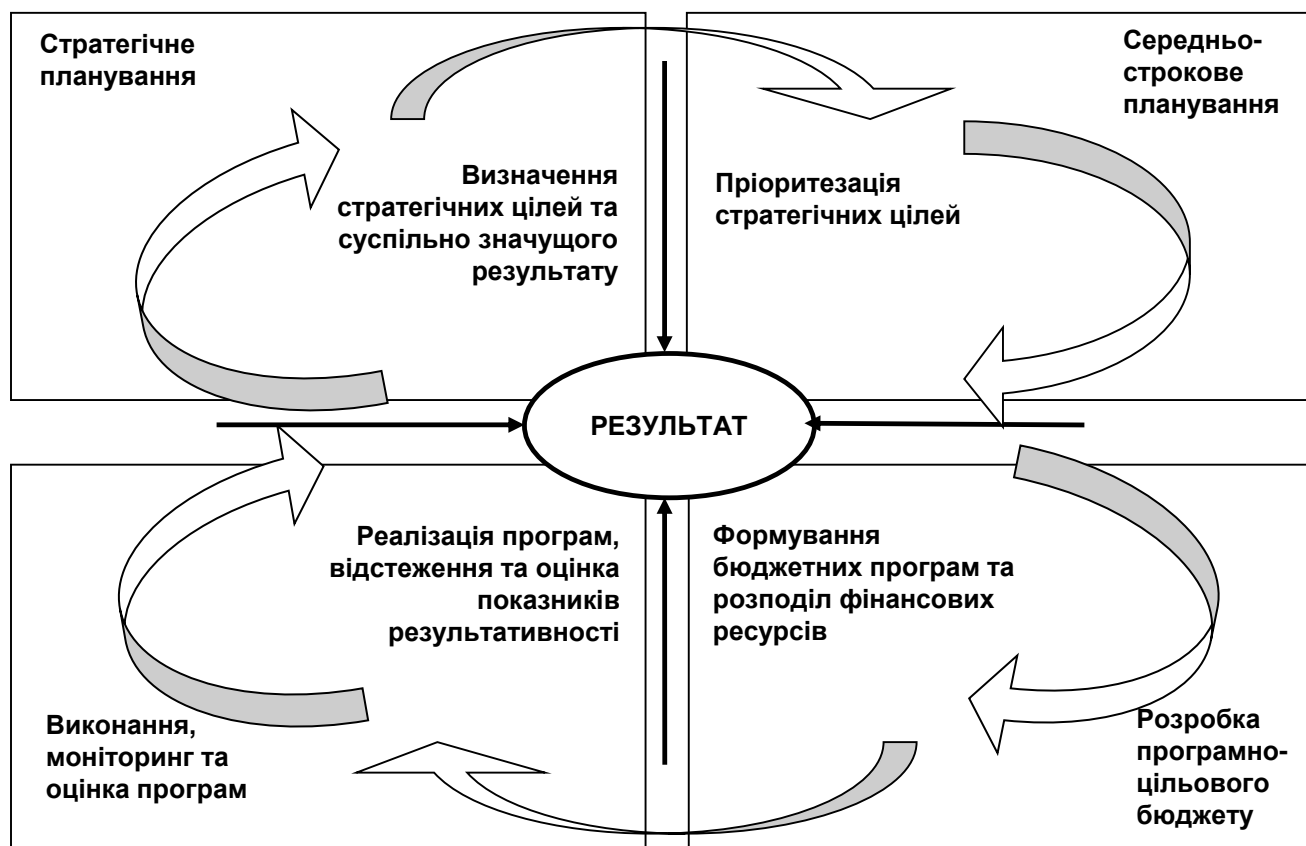 Стратегічне
планування
Середньо-
строкове
планування
Визначення
стратегічних цілей та
суспільно значущого
результату
Пріоритезація
стратегічних цілей
РЕЗУЛЬТАТ
Реалізація програм,
відстеження та оцінка
показників
результативності
Формування
бюджетних програм та
розподіл фінансових
ресурсів
Виконання,
моніторинг та
оцінка програм
Розробка
програмно-
цільового
бюджету